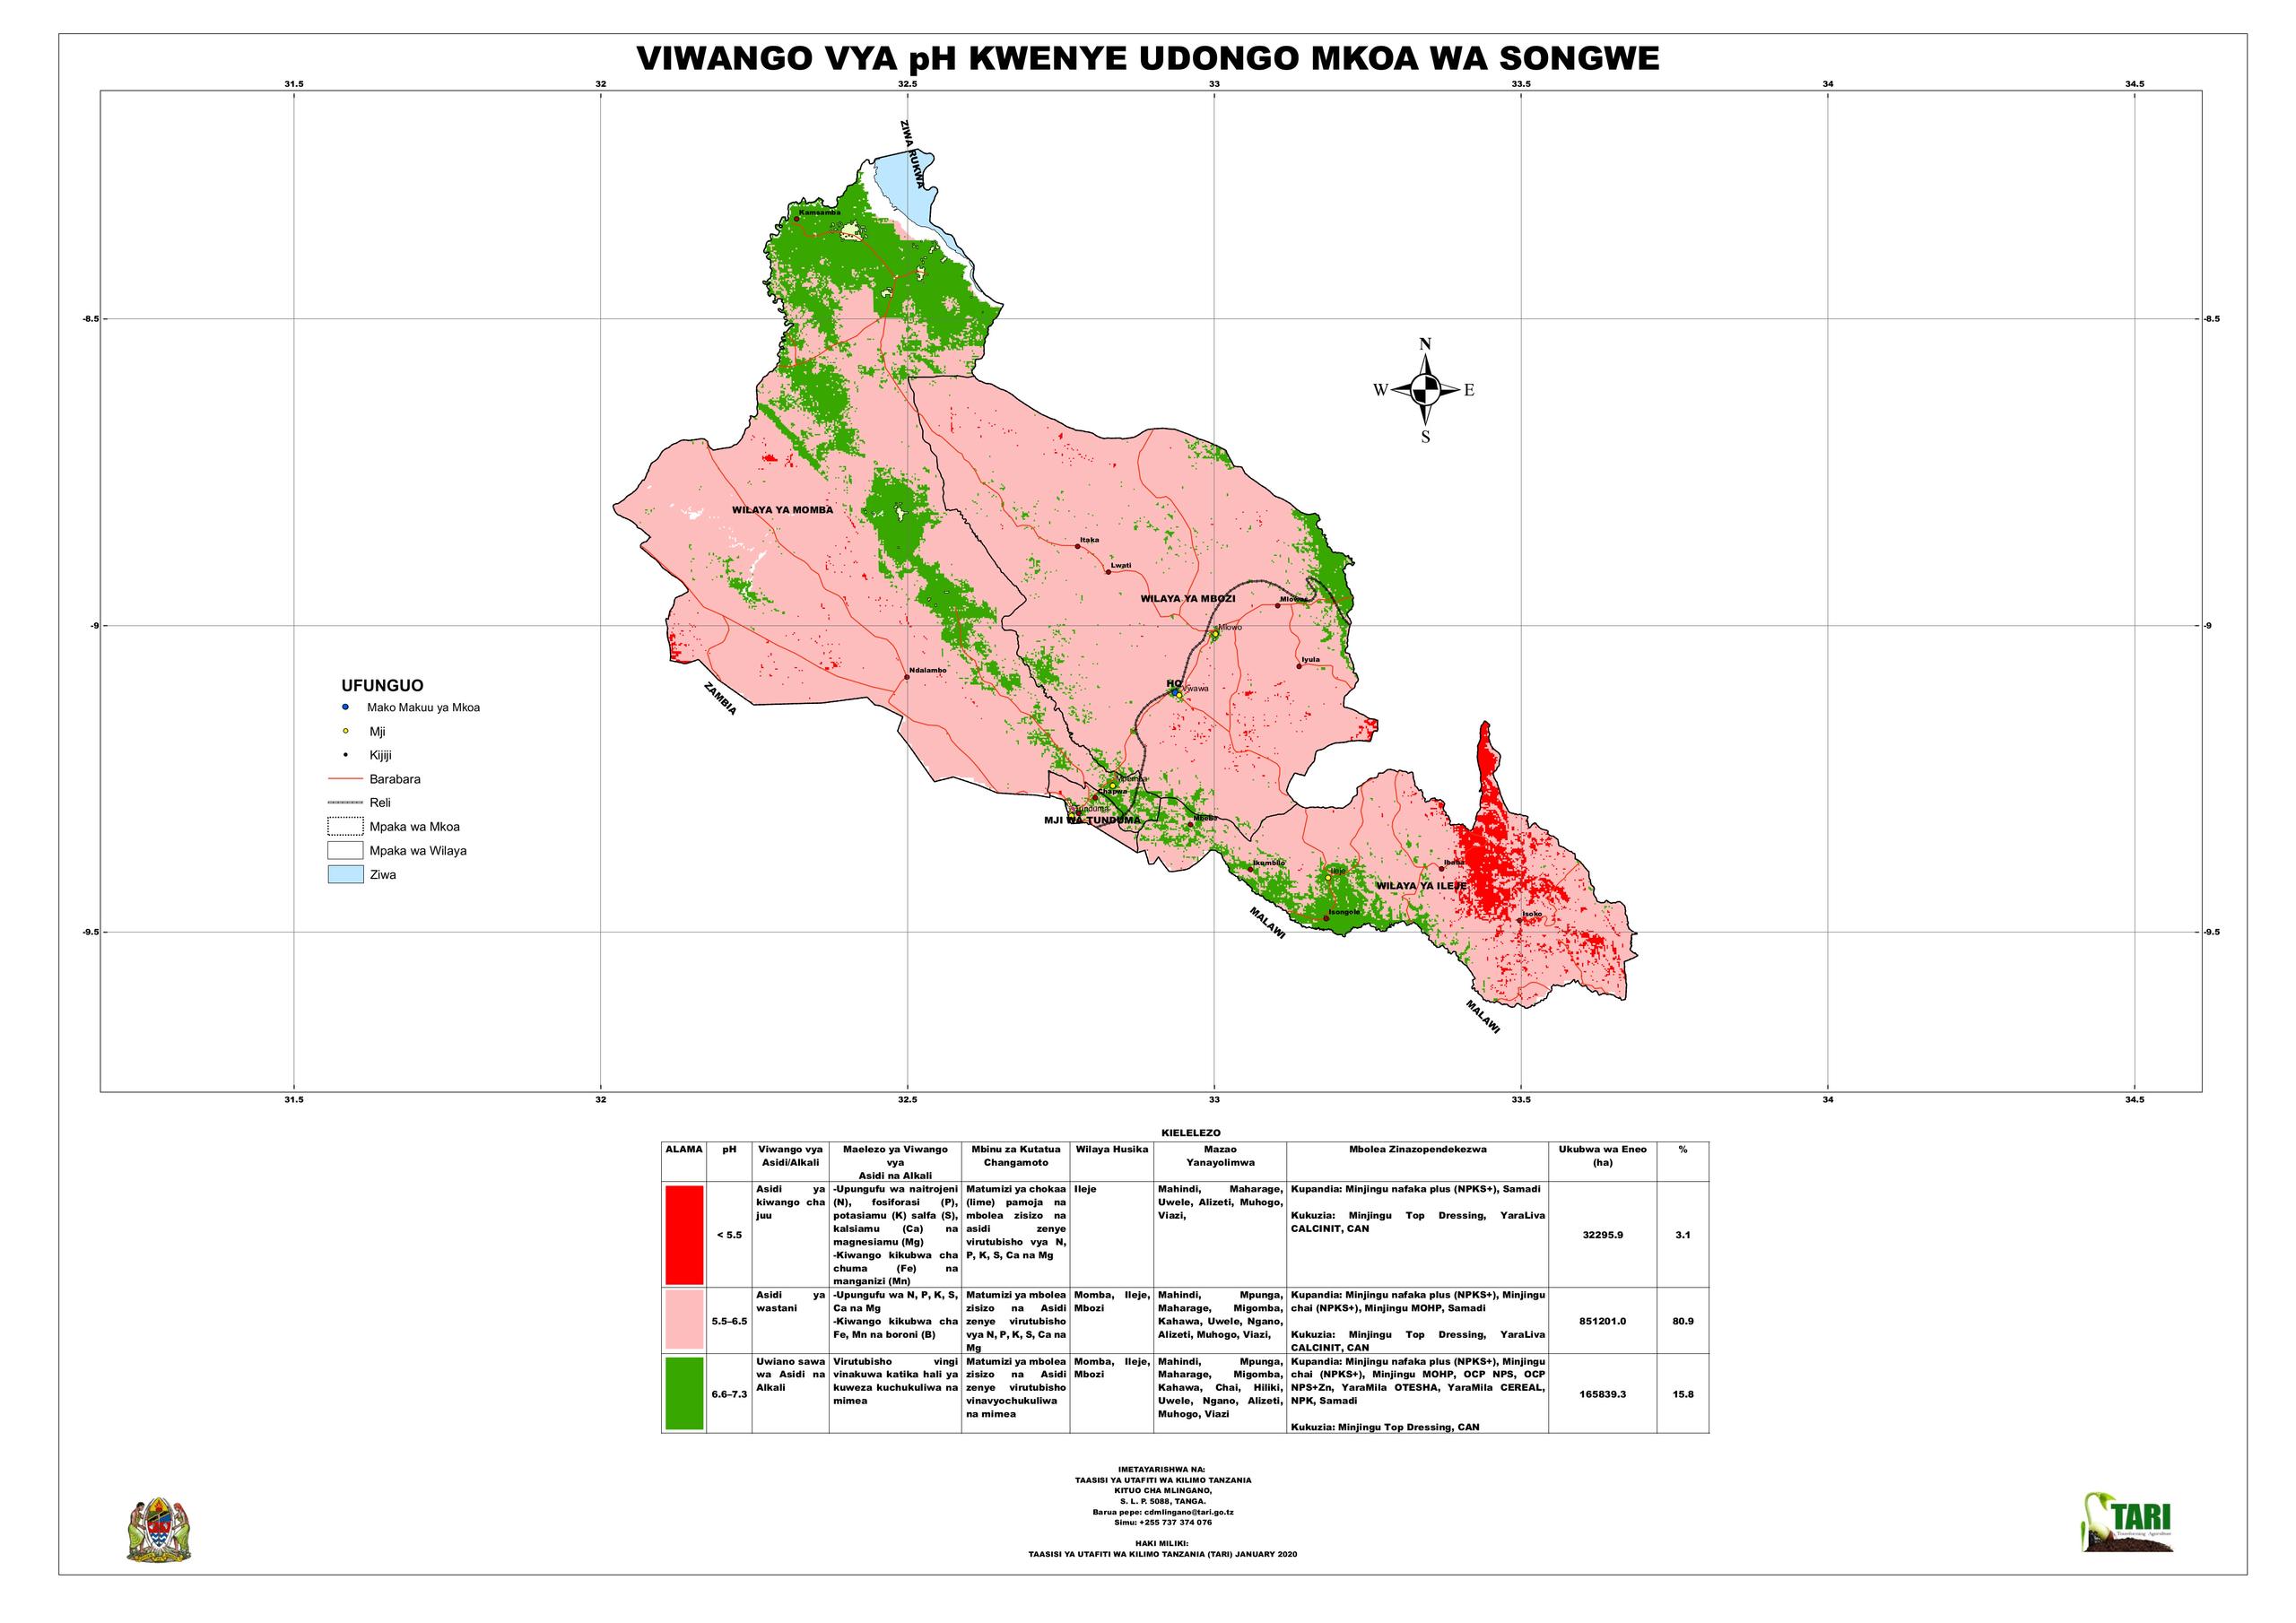 VIWANGO VYA pH KWENYE UDONGO MKOA WA SONGWE
31.5 32 32.5 33 33.5 34 34.5
ZIWA RUKWA
Kamsamba
-8.5 -8.5
N
W E
S
WILAYA YA MOMBA
Itaka
Lwati
WILAYA YA MBOZI
Mlowo
-9 -9
Iyula
Ndalambo
HQ
Vwawa
ZAMBIA
UFUNGUO
Mako Makuu ya Mkoa
Mji
Kijiji
Barabara
Reli
Mpaka wa Mkoa
Mpaka wa Wilaya
Ziwa
Chapwa
Tunduma
MJI WA TUNDUMA
Ikumbilo
Ibaba
Ileje
WILAYA YA ILEJE
Isongole
Isoko
MALAWI
-9.5 -9.5
MALAWI
31.5 32 32.5 33 33.5 34 34.5
KIELELEZO
ALAMA
pH
Viwango vya
Asidi/Alkali
Maelezo ya Viwango
vya
Asidi na Alkali
Mbinu za Kutatua
Changamoto
Wilaya Husika
Mazao
Yanayolimwa
Mbolea Zinazopendekezwa
Ukubwa wa Eneo
(ha)
%
< 5.5
Asidi ya
kiwango cha
juu
-Upungufu wa naitrojeni
(N), fosiforasi (P),
potasiamu (K) salfa (S),
kalsiamu (Ca) na
magnesiamu (Mg)
-Kiwango kikubwa cha
chuma (Fe) na
manganizi (Mn)
Matumizi ya chokaa
(lime) pamoja na
mbolea zisizo na
asidi zenye
virutubisho vya N,
P, K, S, Ca na Mg
Ileje
Mahindi, Maharage,
Uwele, Alizeti, Muhogo,
Viazi,
Kupandia: Minjingu nafaka plus (NPKS+), Samadi
Kukuzia: Minjingu Top Dressing, YaraLiva
CALCINIT, CAN
32295.9
3.1
5.5–6.5
Asidi ya
wastani
-Upungufu wa N, P, K, S,
Ca na Mg
-Kiwango kikubwa cha
Fe, Mn na boroni (B)
Matumizi ya mbolea
zisizo na Asidi
zenye virutubisho
vya N, P, K, S, Ca na
Mg
Momba, Ileje,
Mbozi
Mahindi, Mpunga,
Maharage, Migomba,
Kahawa, Uwele, Ngano,
Alizeti, Muhogo, Viazi,
Kupandia: Minjingu nafaka plus (NPKS+), Minjingu
chai (NPKS+), Minjingu MOHP, Samadi
Kukuzia: Minjingu Top Dressing, YaraLiva
CALCINIT, CAN
851201.0
80.9
6.6–7.3
Uwiano sawa
wa Asidi na
Alkali
Virutubisho vingi
vinakuwa katika hali ya
kuweza kuchukuliwa na
mimea
Matumizi ya mbolea
zisizo na Asidi
zenye virutubisho
vinavyochukuliwa
na mimea
Momba, Ileje,
Mbozi
Mahindi, Mpunga,
Maharage, Migomba,
Kahawa, Chai, Hiliki,
Uwele, Ngano, Alizeti,
Muhogo, Viazi
Kupandia: Minjingu nafaka plus (NPKS+), Minjingu
chai (NPKS+), Minjingu MOHP, OCP NPS, OCP
NPS+Zn, YaraMila OTESHA, YaraMila CEREAL,
NPK, Samadi
Kukuzia: Minjingu Top Dressing, CAN
165839.3
15.8
IMETAYARISHWA NA:
TAASISI YA UTAFITI WA KILIMO TANZANIA
KITUO CHA MLINGANO,
S. L. P. 5088, TANGA.
Barua pepe: cdmlingano@tari.go.tz
Simu: +255 737 374 076
HAKI MILIKI:
TAASISI YA UTAFITI WA KILIMO TANZANIA (TARI) JANUARY 2020
TARI